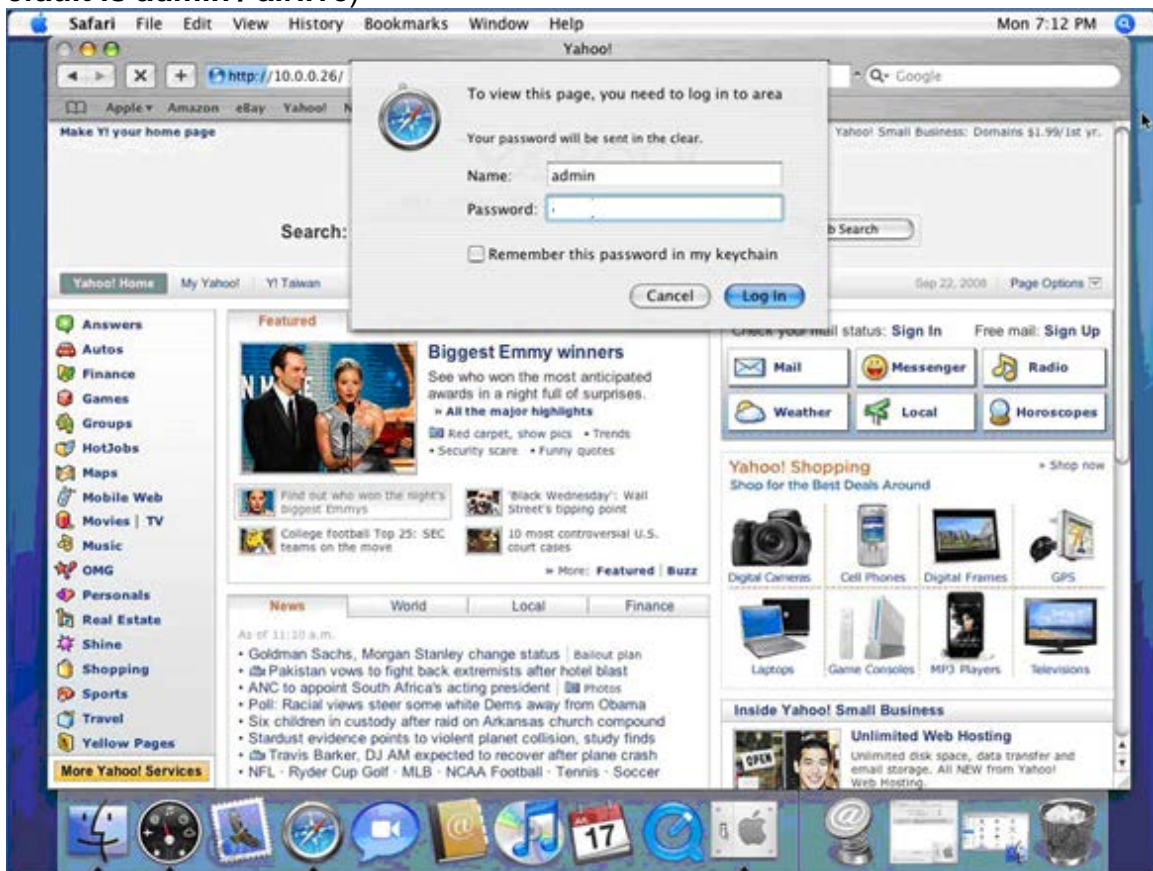 Safari File Edit View History Bookmarks Window Help Mon 7:12 PM
Yahoo!
http://10.0.0.26/
Google
Apple Amazon eBay Yahoo!
To view this page, you need to log in to area
Your password will be sent in the clear.
Name: admin
Password:
Remember this password in my keychain
Cancel Log In
Make Y! your home page
Yahoo! Small Business: Domains $1.99/1st yr.
Search:
Search
Yahoo! Home My Yahoo! Y! Taiwan
Sep 22, 2008 Page Options
Answers
Autos
Finance
Games
Groups
HotJobs
Maps
Mobile Web
Movies | TV
Music
OMG
Personals
Real Estate
Shine
Shopping
Sports
Travel
Yellow Pages
More Yahoo! Services
Featured
Biggest Emmy winners
See who won the most anticipated
awards in a night full of surprises.
» All the major highlights
Red carpet, show pics • Trends
• Security scare • Funny quotes
Find out who won the night's
biggest Emmys
'Black Wednesday': Wall
Street's tipping point
College football Top 25: SEC
teams on the move
10 most controversial U.S.
court cases
» More: Featured | Buzz
News World Local Finance
As of 11:10 a.m.
• Goldman Sachs, Morgan Stanley change status | Bailout plan
• Pakistan vows to fight back extremists after hotel blast
• ANC to appoint South Africa's acting president | Photos
• Poll: Racial views steer some white Dems away from Obama
• Six children in custody after raid on Arkansas church compound
• Stardust evidence points to violent planet collision, study finds
• Travis Barker, DJ AM expected to recover after plane crash
• NFL · Ryder Cup Golf · MLB · NCAA Football · Tennis · Soccer
Check your mail status: Sign In Free mail: Sign Up
Mail Messenger Radio
Weather Local Horoscopes
Yahoo! Shopping » Shop now
Shop for the Best Deals Around
Digital Cameras Cell Phones Digital Frames GPS
Laptops Game Consoles MP3 Players Televisions
Inside Yahoo! Small Business
OPEN
Unlimited Web Hosting
Unlimited disk space, data transfer and
email storage. All NEW from Yahoo!
Web Hosting.
17